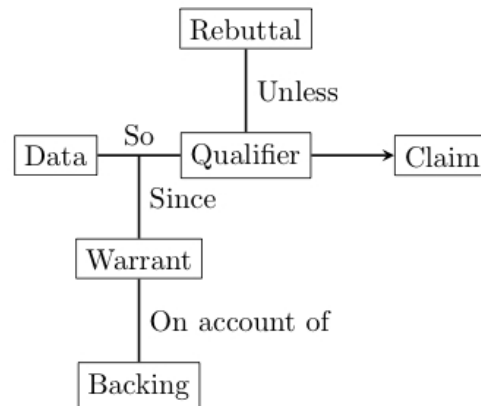 Rebuttal
Unless
So
Data
Qualifier
Claim
Since
Warrant
On account of
Backing